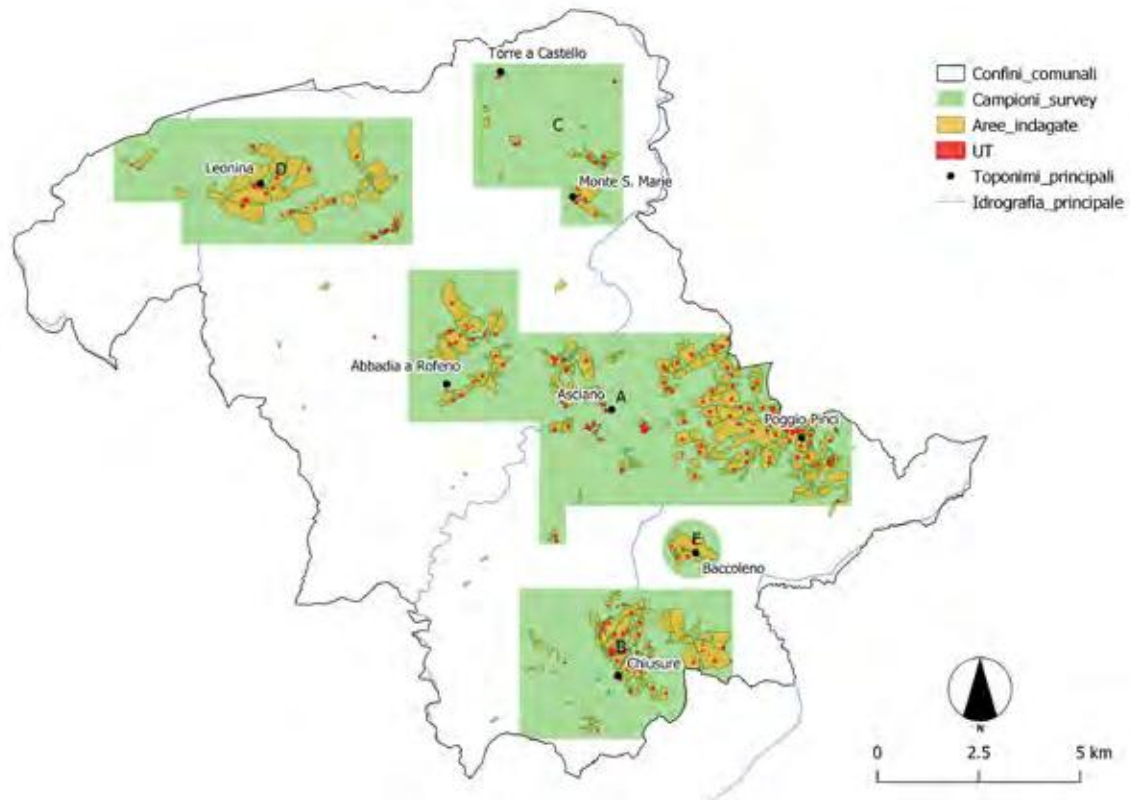 Torre a Castello
C
Leonina
D
Monte S. Marie
Abbadia a Rofeno
Asciano
A
Poggio Pinci
E
Baccoleno
B
Chiusure
Confini_comunali
Campioni_survey
Aree_indagate
UT
Toponimi_principali
Idrografia_principale
N
0 2.5 5 km